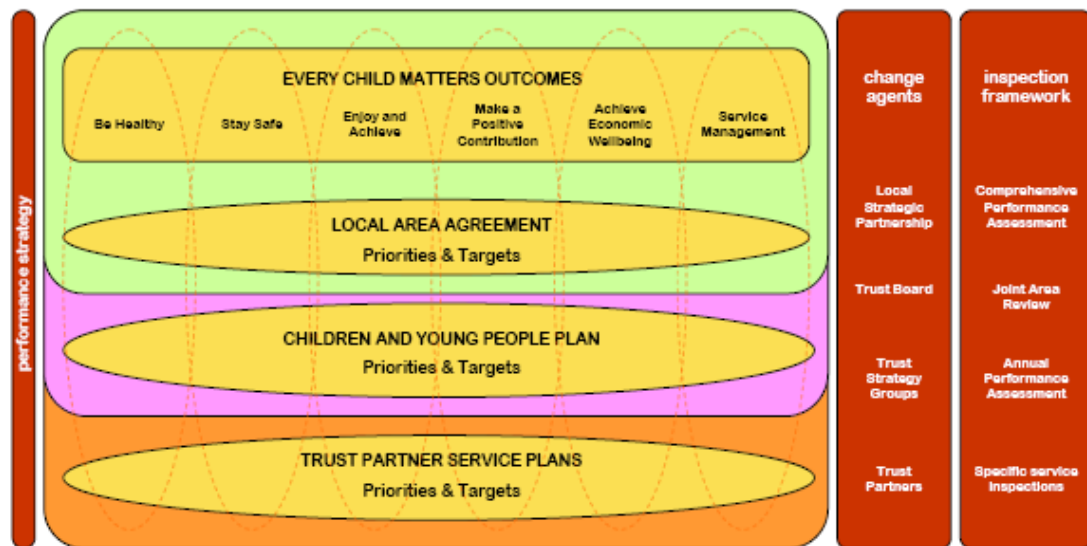 performance strategy
EVERY CHILD MATTERS OUTCOMES
Be Healthy
Stay Safe
Enjoy and
Achieve
Make a
Positive
Contribution
Achieve
Economic
Wellbeing
Service
Management
LOCAL AREA AGREEMENT
Priorities & Targets
CHILDREN AND YOUNG PEOPLE PLAN
Priorities & Targets
TRUST PARTNER SERVICE PLANS
Priorities & Targets
change
agents
Local
Strategic
Partnership
Trust Board
Trust
Strategy
Groups
Trust
Partners
inspection
framework
Comprehensive
Performance
Assessment
Joint Area
Review
Annual
Performance
Assessment
Specific service
Inspections